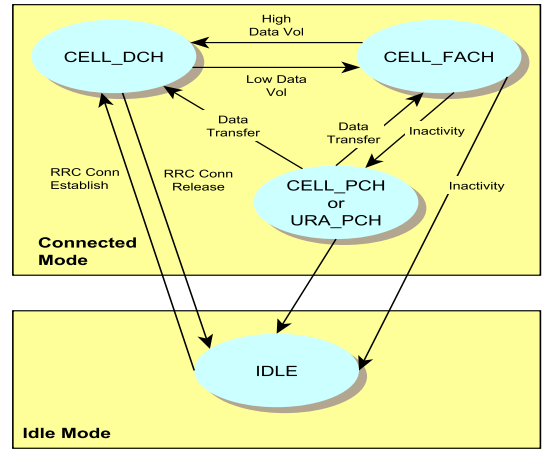 High
Data Vol
CELL_DCH
CELL_FACH
Low Data
Vol
Data
Transfer
Data
Transfer
Inactivity
RRC Conn
Establish
RRC Conn
Release
CELL_PCH
or
URA_PCH
Inactivity
Connected
Mode
IDLE
Idle Mode